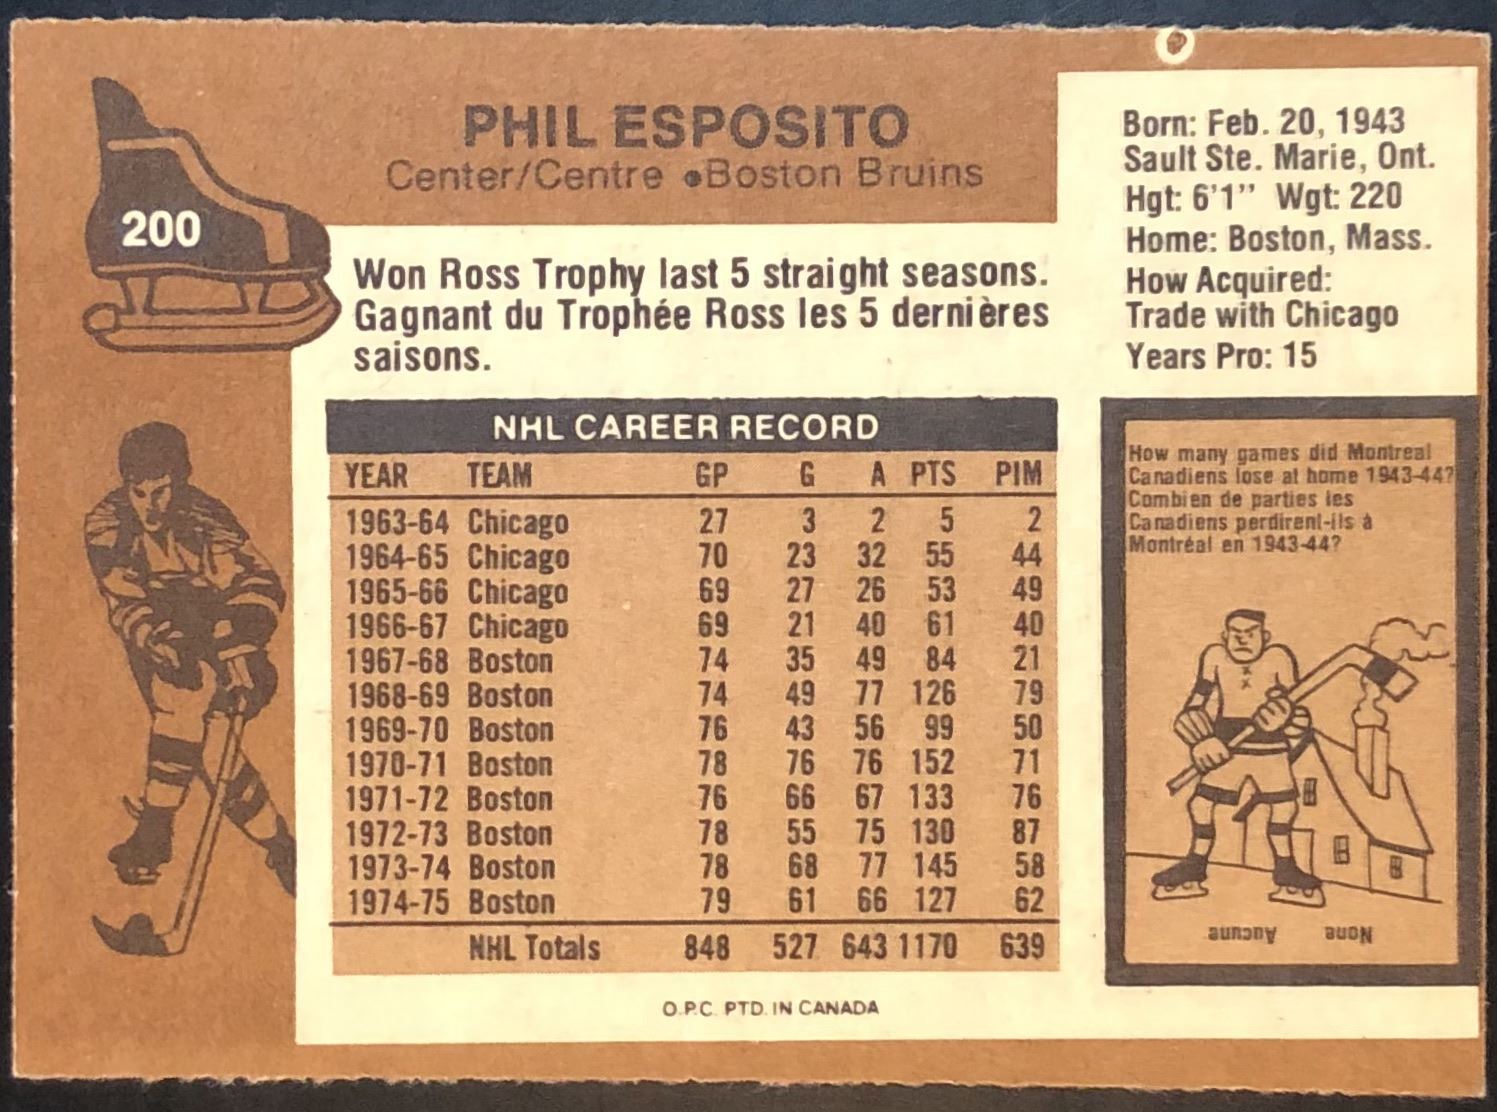 PHIL ESPOSITO
Center/Centre •Boston Bruins
200
Born: Feb. 20, 1943
Sault Ste. Marie, Ont.
Hgt: 6'1" Wgt: 220
Home: Boston, Mass.
How Acquired:
Trade with Chicago
Years Pro: 15
Won Ross Trophy last 5 straight seasons.
Gagnant du Trophée Ross les 5 dernières
saisons.
NHL CAREER RECORD
YEAR TEAM GP G A PTS PIM
1963-64 Chicago 27 3 2 5 2
1964-65 Chicago 70 23 32 55 44
1965-66 Chicago 69 27 26 53 49
1966-67 Chicago 69 21 40 61 40
1967-68 Boston 74 35 49 84 21
1968-69 Boston 74 49 77 126 79
1969-70 Boston 76 43 56 99 50
1970-71 Boston 78 76 76 152 71
1971-72 Boston 76 66 67 133 76
1972-73 Boston 78 55 75 130 87
1973-74 Boston 78 68 77 145 58
1974-75 Boston 79 61 66 127 62
NHL Totals 848 527 643 1170 639
How many games did Montreal
Canadiens lose at home 1943-44?
Combien de parties les
Canadiens perdirent-ils à
Montréal en 1943-44?
None
Aucune
O.P.C. PTD. IN CANADA